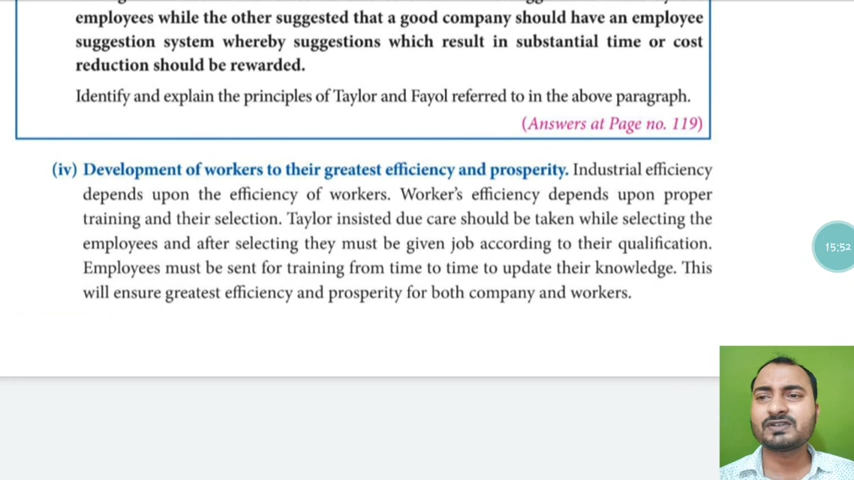 employees while the other suggested that a good company should have an employee
suggestion system whereby suggestions which result in substantial time or cost
reduction should be rewarded.
Identify and explain the principles of Taylor and Fayol referred to in the above paragraph.
(Answers at Page no. 119)
(iv) Development of workers to their greatest efficiency and prosperity. Industrial efficiency
depends upon the efficiency of workers. Worker's efficiency depends upon proper
training and their selection. Taylor insisted due care should be taken while selecting the
employees and after selecting they must be given job according to their qualification.
Employees must be sent for training from time to time to update their knowledge. This
will ensure greatest efficiency and prosperity for both company and workers.
15:52